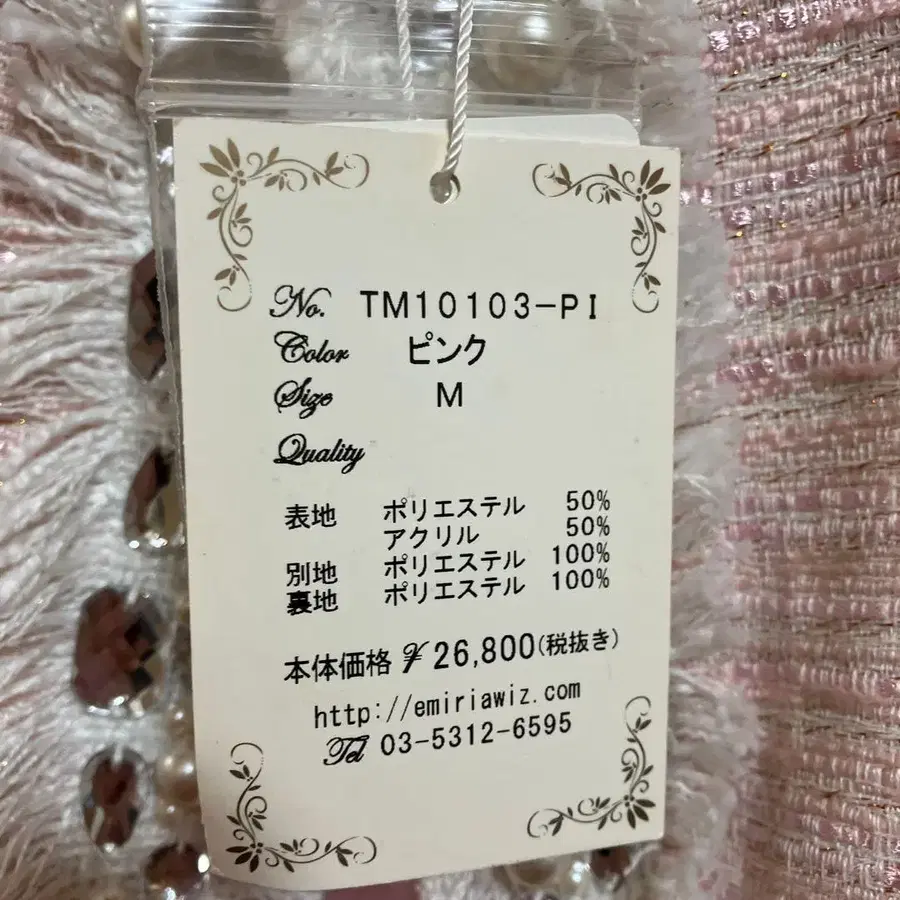 No. TM10103-PI
Color ピンク
Size M
Quality
表地 ポリエステル 50%
アクリル 50%
別地 ポリエステル 100%
裏地 ポリエステル 100%
本体価格 ¥26,800(税抜き)
http://emiriawiz.com
Tel 03-5312-6595